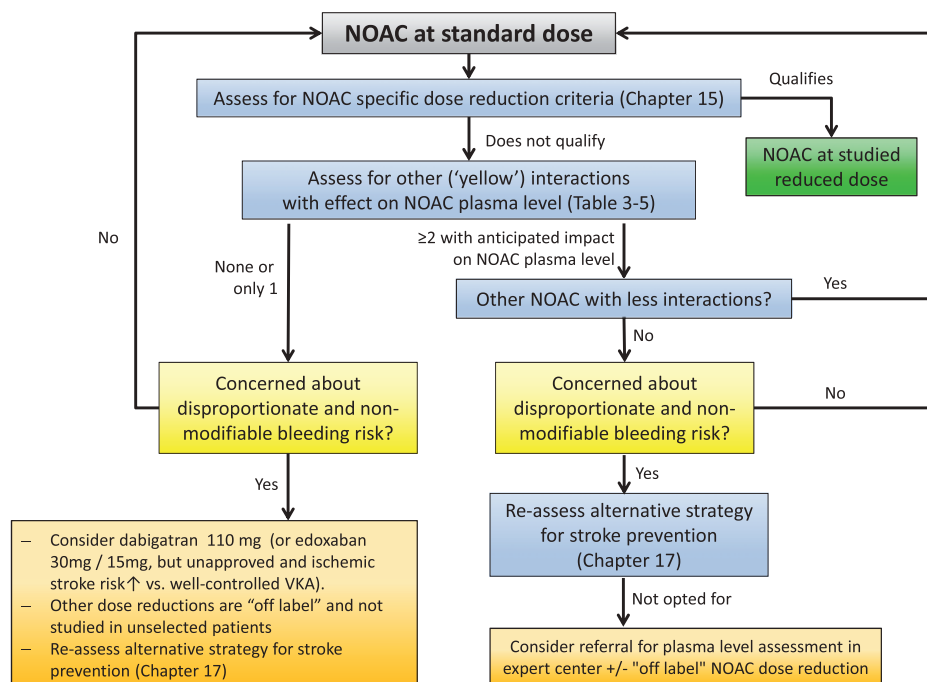 NOAC at standard dose
Assess for NOAC specific dose reduction criteria (Chapter 15)
Qualifies
Does not qualify
NOAC at studied
reduced dose
Assess for other (‘yellow’) interactions
with effect on NOAC plasma level (Table 3-5)
No
None or
only 1
≥2 with anticipated impact
on NOAC plasma level
Other NOAC with less interactions?
Yes
No
Concerned about
disproportionate and non-
modifiable bleeding risk?
Concerned about
disproportionate and non-
modifiable bleeding risk?
No
Yes
Yes
– Consider dabigatran 110 mg (or edoxaban
30mg / 15mg, but unapproved and ischemic
stroke risk↑ vs. well-controlled VKA).
– Other dose reductions are “off label” and not
studied in unselected patients
– Re-assess alternative strategy for stroke
prevention (Chapter 17)
Re-assess alternative strategy
for stroke prevention
(Chapter 17)
Not opted for
Consider referral for plasma level assessment in
expert center +/- "off label" NOAC dose reduction